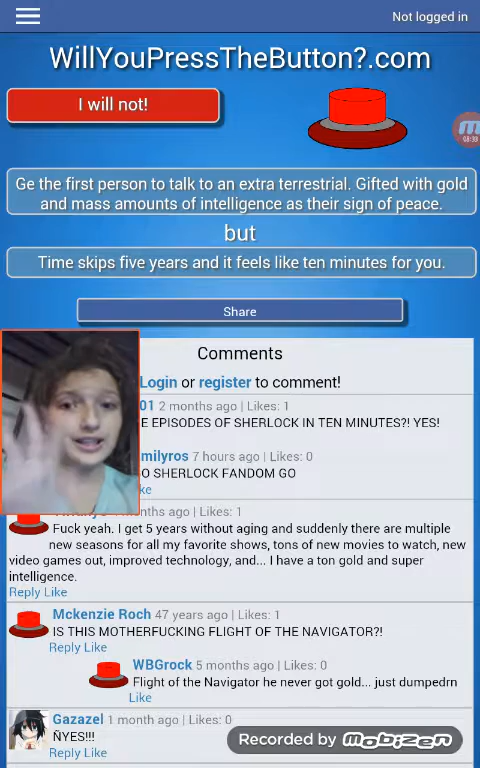 Not logged in
WillYouPressTheButton?.com
I will not!
08:33
Ge the first person to talk to an extra terrestrial. Gifted with gold
and mass amounts of intelligence as their sign of peace.
but
Time skips five years and it feels like ten minutes for you.
Share
Comments
Login or register to comment!
01 2 months ago | Likes: 1
E EPISODES OF SHERLOCK IN TEN MINUTES?! YES!
milyros 7 hours ago | Likes: 0
O SHERLOCK FANDOM GO
ke
months ago | Likes: 1
Fuck yeah. I get 5 years without aging and suddenly there are multiple
new seasons for all my favorite shows, tons of new movies to watch, new
video games out, improved technology, and... I have a ton gold and super
intelligence.
Reply Like
Mckenzie Roch 47 years ago | Likes: 1
IS THIS MOTHERFUCKING FLIGHT OF THE NAVIGATOR?!
Reply Like
WBGrock 5 months ago | Likes: 0
Flight of the Navigator he never got gold... just dumpedrn
Like
Gazazel 1 month ago | Likes: 0
ÑYES!!!
Reply Like
Recorded by mobizen